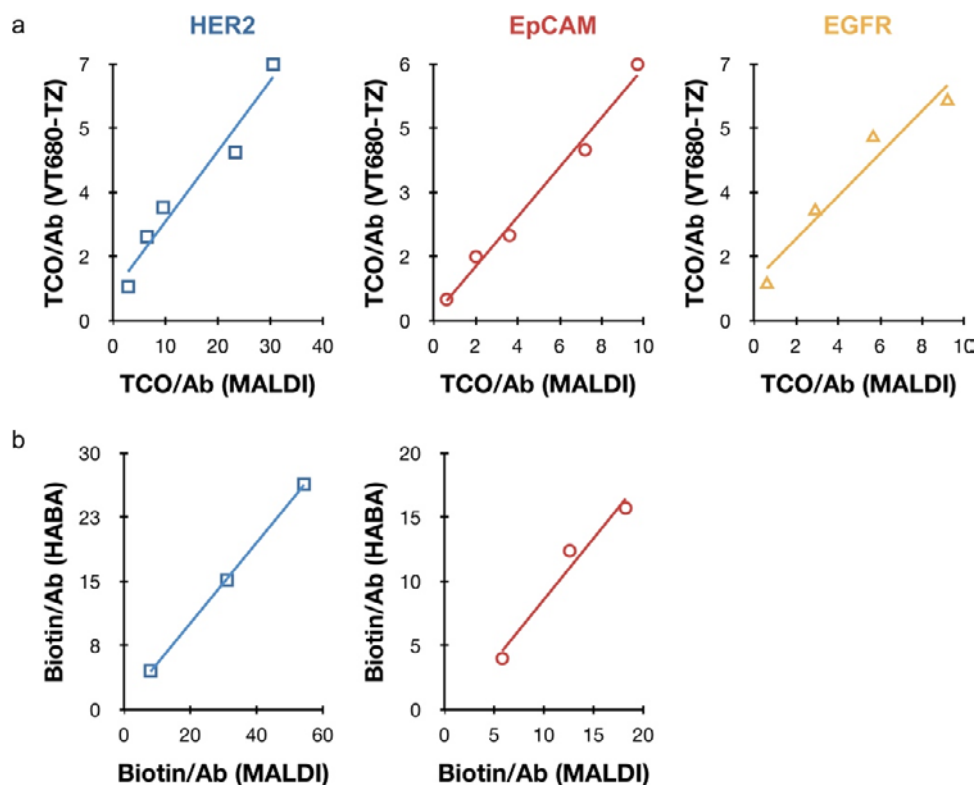 a
HER2
EpCAM
EGFR
TCO/Ab (VT680-TZ)
7
5
4
2
0
0 10 20 30 40
TCO/Ab (MALDI)
TCO/Ab (VT680-TZ)
6
5
3
2
0
0 2 4 6 8 10
TCO/Ab (MALDI)
TCO/Ab (VT680-TZ)
7
5
4
2
0
0 2 4 6 8 10
TCO/Ab (MALDI)
b
Biotin/Ab (HABA)
30
23
15
8
0
0 20 40 60
Biotin/Ab (MALDI)
Biotin/Ab (HABA)
20
15
10
5
0
0 5 10 15 20
Biotin/Ab (MALDI)